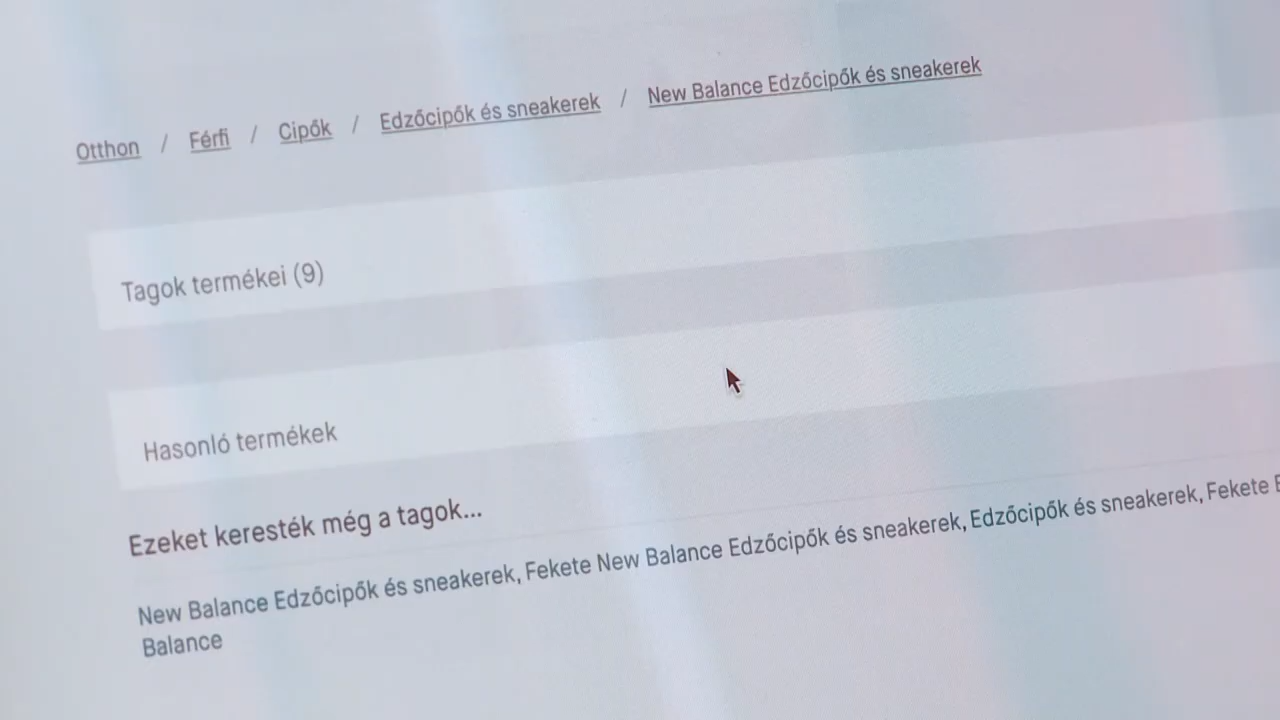 Otthon / Férfi / Cipők / Edzőcipők és sneakerek / New Balance Edzőcipők és sneakerek
Tagok termékei (9)
Hasonló termékek
Ezeket keresték még a tagok...
New Balance Edzőcipők és sneakerek, Fekete New Balance Edzőcipők és sneakerek, Edzőcipők és sneakerek, Fekete
Balance